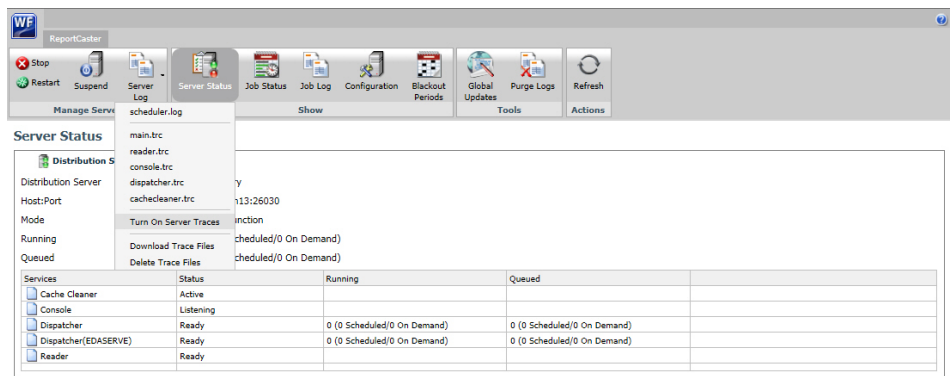 WF
ReportCaster
Stop
Restart
Suspend
Server Log
Server Status
Job Status
Job Log
Configuration
Blackout Periods
Global Updates
Purge Logs
Refresh
Manage Serve
Show
Tools
Actions
scheduler.log
main.trc
reader.trc
console.trc
dispatcher.trc
cachecleaner.trc
Turn On Server Traces
Download Trace Files
Delete Trace Files
Server Status
Distribution S
Distribution Server y
Host:Port 13:26030
Mode nction
Running cheduled/0 On Demand)
Queued cheduled/0 On Demand)
Services Status Running Queued
Cache Cleaner Active
Console Listening
Dispatcher Ready 0 (0 Scheduled/0 On Demand) 0 (0 Scheduled/0 On Demand)
Dispatcher(EDASERVE) Ready 0 (0 Scheduled/0 On Demand) 0 (0 Scheduled/0 On Demand)
Reader Ready